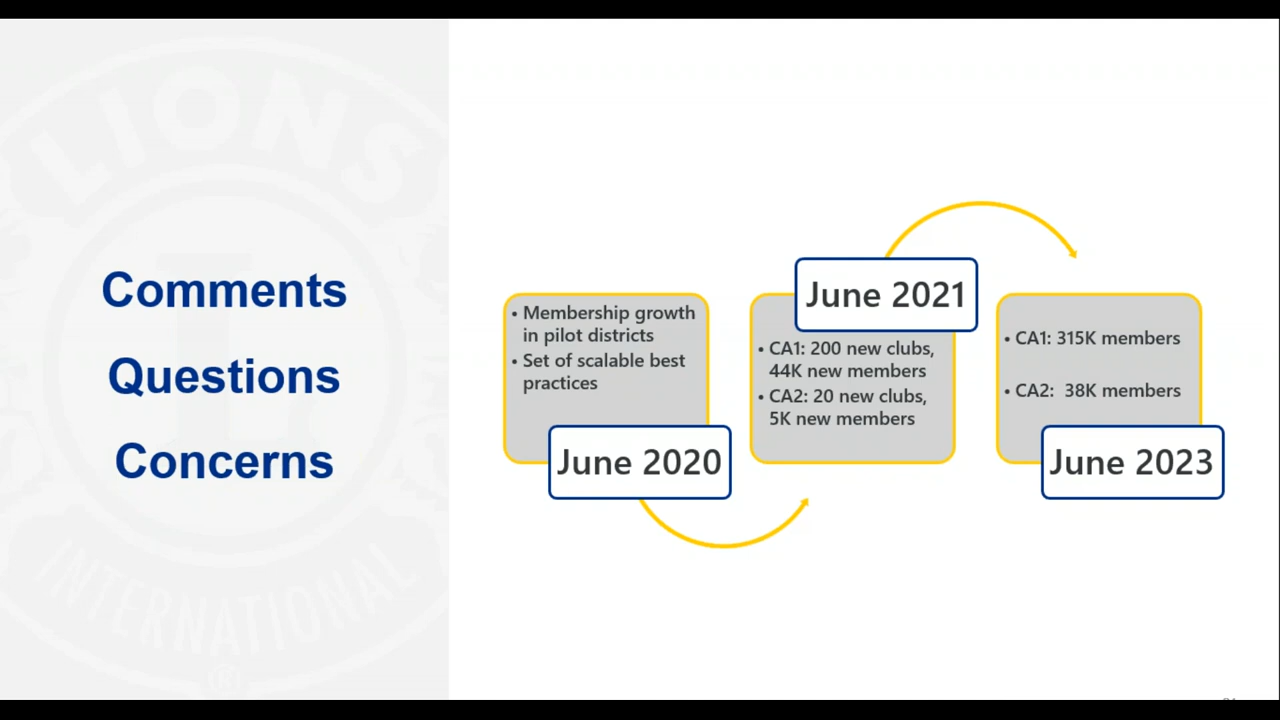 LIONS
INTERNATIONAL
®
Comments
Questions
Concerns
• Membership growth
in pilot districts
• Set of scalable best
practices
June 2020
June 2021
• CA1: 200 new clubs,
44K new members
• CA2: 20 new clubs,
5K new members
• CA1: 315K members
• CA2: 38K members
June 2023